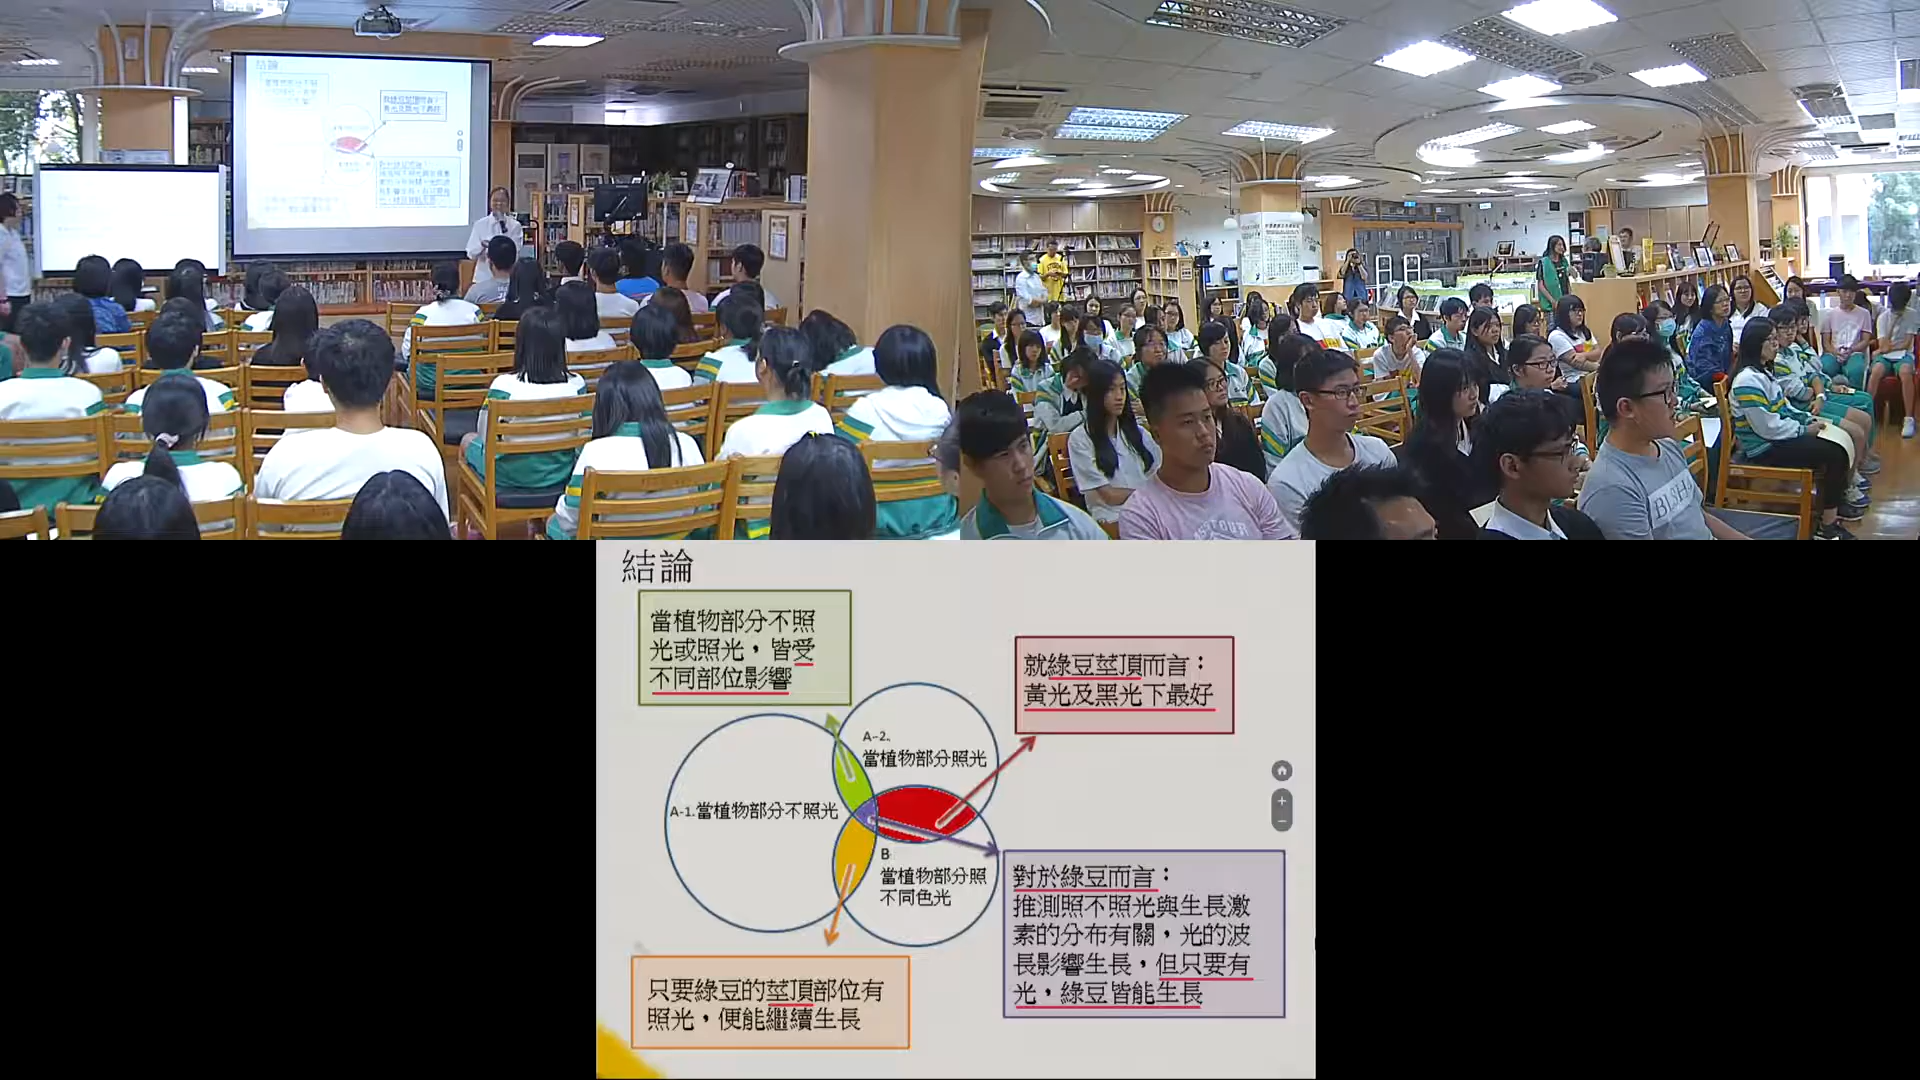 結論
當植物部分不照
光或照光，皆受
不同部位影響
就綠豆莖頂而言：
黃光及黑光下最好
A-2.
當植物部分照光
A-1.當植物部分不照光
B
當植物部分照
不同色光
對於綠豆而言：
推測照不照光與生長激
素的分布有關，光的波
長影響生長，但只要有
光，綠豆皆能生長
只要綠豆的莖頂部位有
照光，便能繼續生長